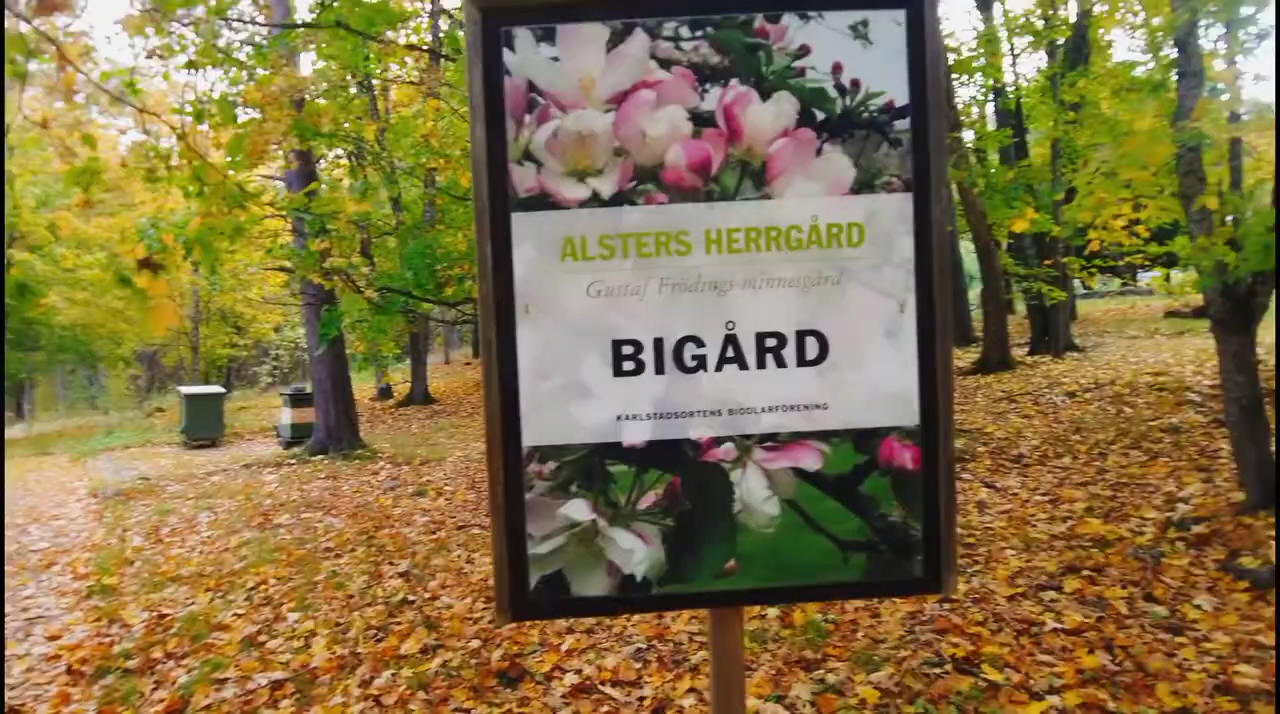 ALSTERS HERRGÅRD
Gustaf Frödings minnesgård
BIGÅRD
KARLSTADSORTENS BIODLARFÖRENING